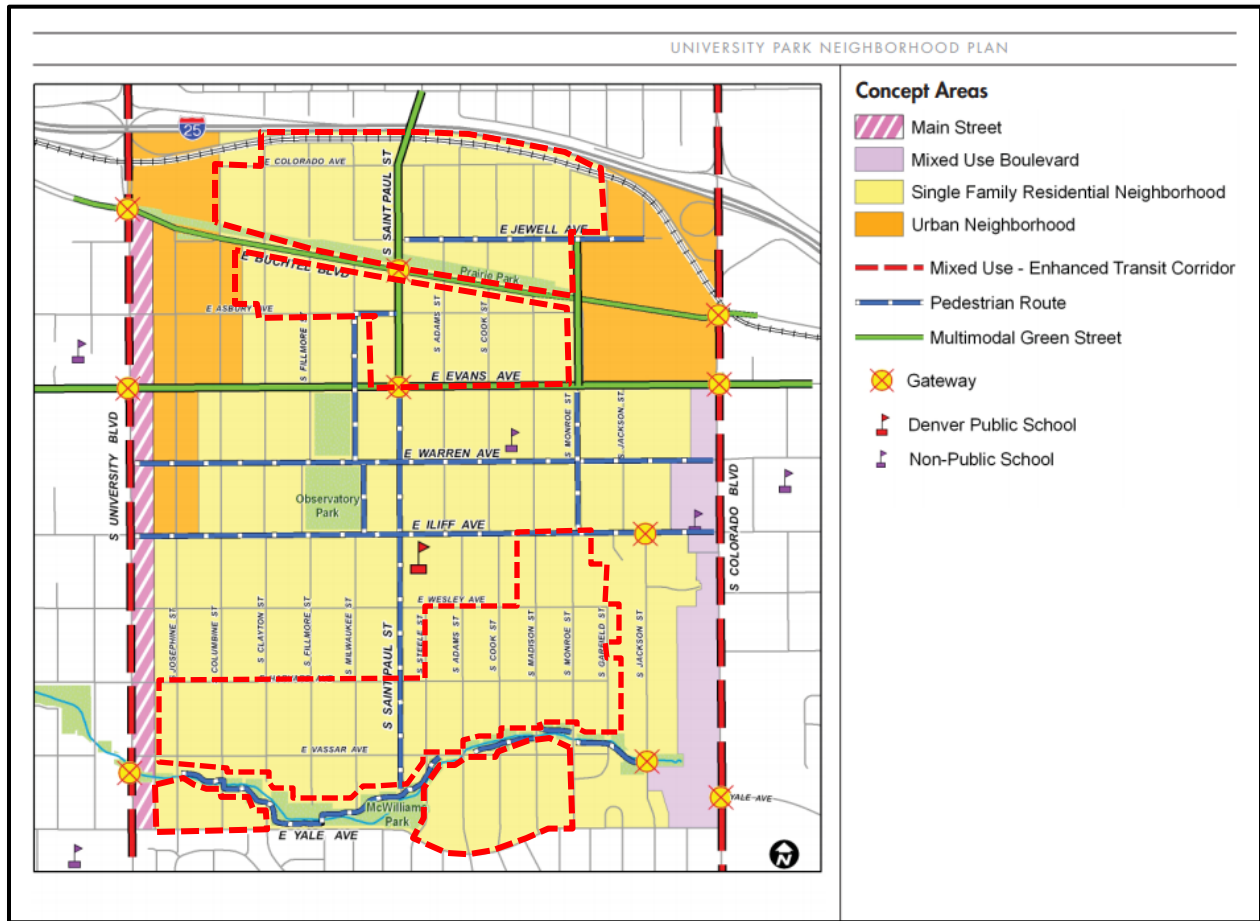 UNIVERSITY PARK NEIGHBORHOOD PLAN
Concept Areas
Main Street
Mixed Use Boulevard
Single Family Residential Neighborhood
Urban Neighborhood
Mixed Use - Enhanced Transit Corridor
Pedestrian Route
Multimodal Green Street
Gateway
Denver Public School
Non-Public School
25
E COLORADO AVE
S SAINT PAUL ST
E JEWELL AVE
E BUCHTEL BLVD
Prairie Park
E ASBURY AVE
S FILLMORE ST
S ADAMS ST
S COOK ST
E EVANS AVE
S UNIVERSITY BLVD
S MONROE ST
S JACKSON ST.
E WARREN AVE
Observatory
Park
E ILIFF AVE
S COLORADO BLVD
E WESLEY AVE
S JOSEPHINE ST
COLUMBINE ST
S CLAYTON ST
S FILLMORE ST
S MILWAUKEE ST
S SAINT PAUL ST
S STEELE ST
S ADAMS ST
S COOK ST
S MADISON ST
S MONROE ST
S GARFIELD ST
S JACKSON ST
E VASSAR AVE
McWilliams
Park
E YALE AVE
YALE AVE
N